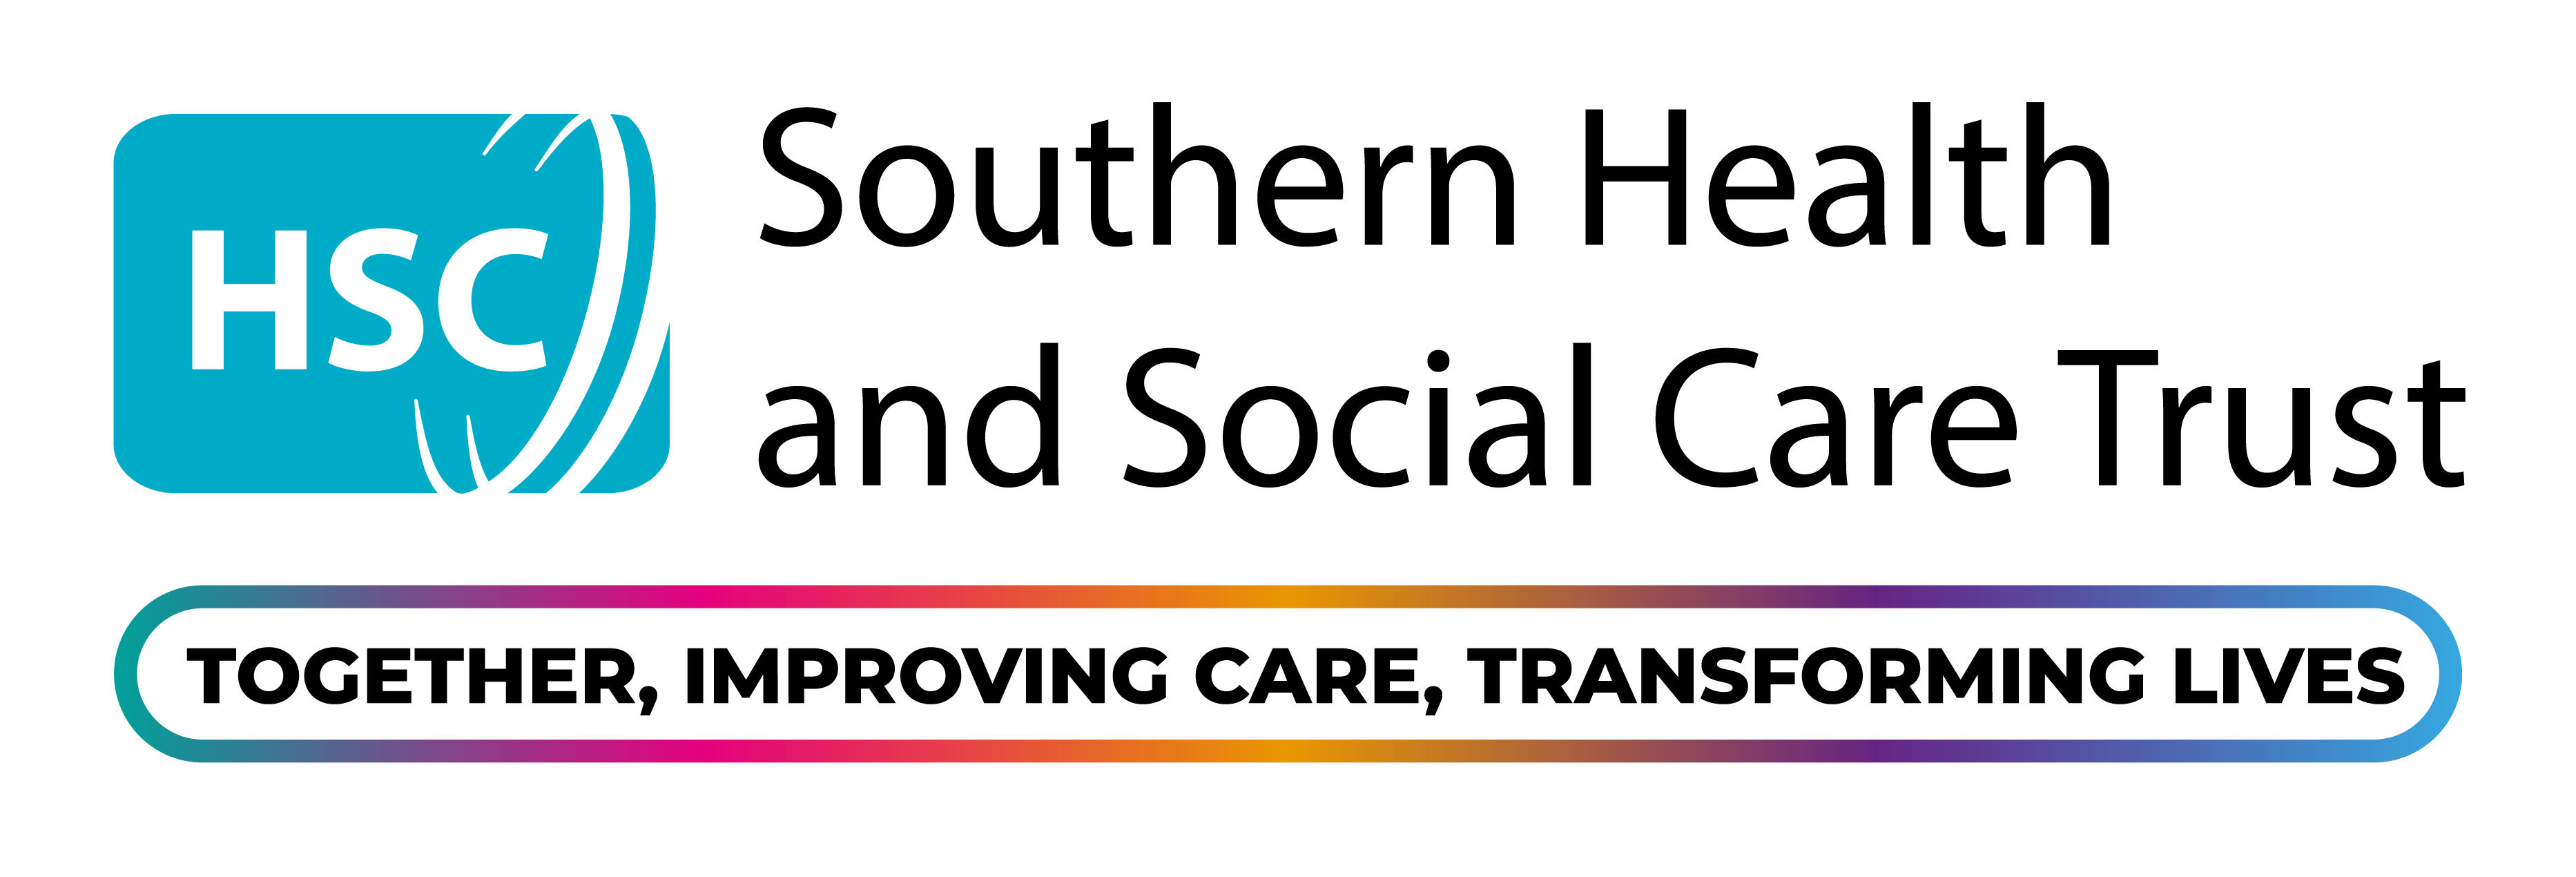 HSC
Southern Health
and Social Care Trust
TOGETHER, IMPROVING CARE, TRANSFORMING LIVES